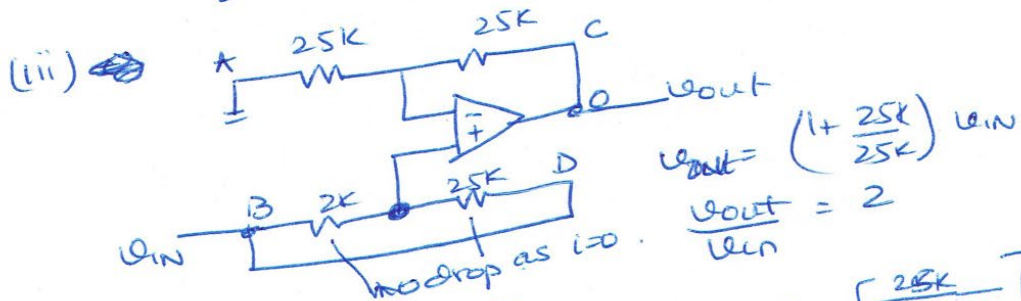 (iii) A 25K 25K C
- + O vout
vout = (1 + 25K/25K) vIN
B 2K 25K D
vout/vin = 2
vIN
NO drop as i=0.
[ 25K